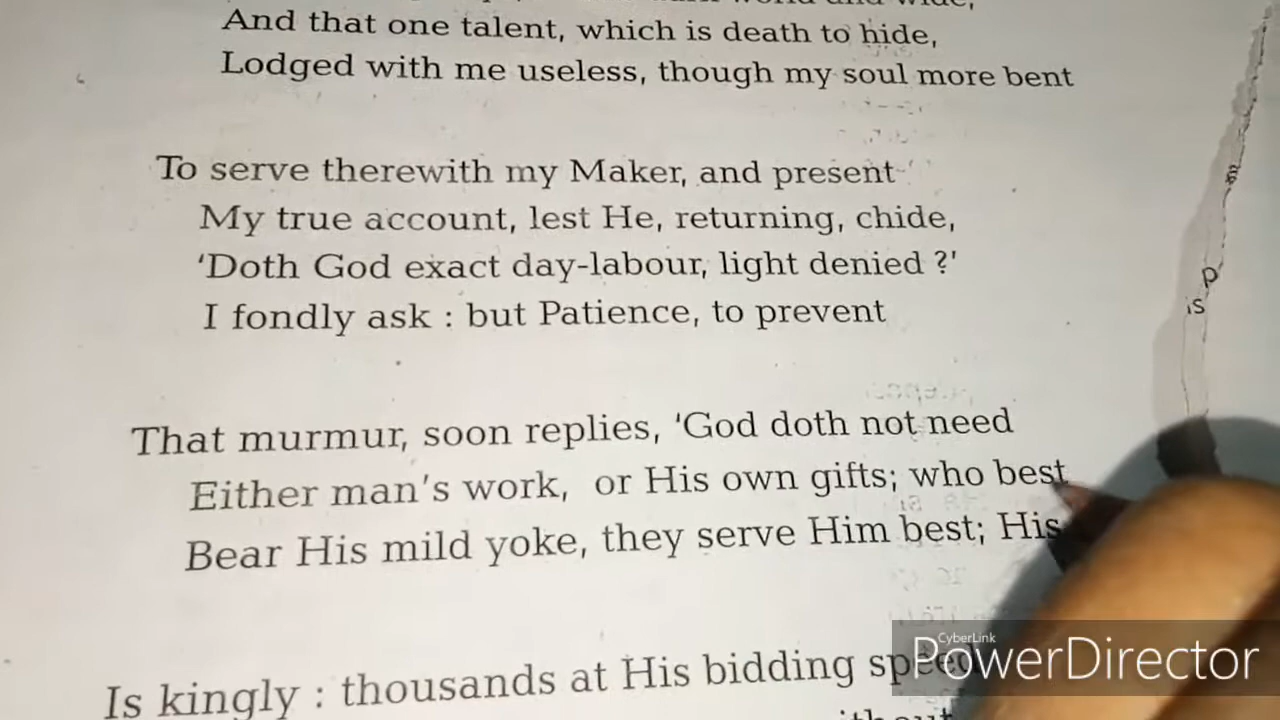 And that one talent, which is death to hide,
Lodged with me useless, though my soul more bent
To serve therewith my Maker, and present
My true account, lest He, returning, chide,
‘Doth God exact day-labour, light denied ?’
I fondly ask : but Patience, to prevent
That murmur, soon replies, ‘God doth not need
Either man’s work, or His own gifts; who best
Bear His mild yoke, they serve Him best; His
Is kingly : thousands at His bidding speed
p
is
CyberLink
PowerDirector